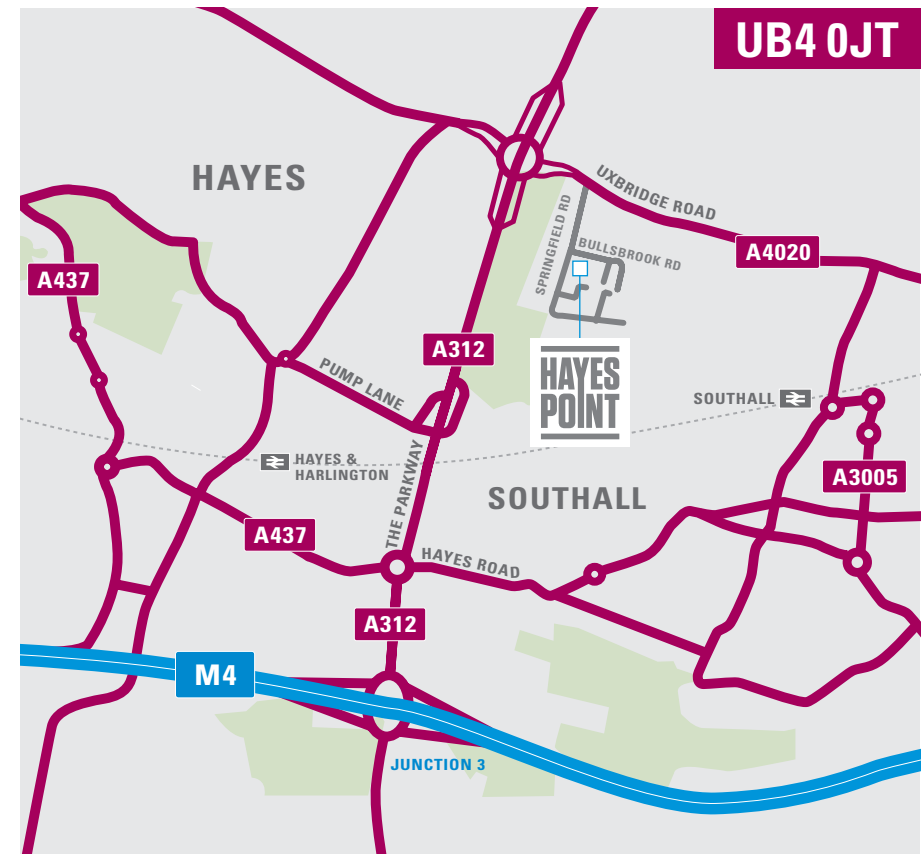 UB4 0JT
HAYES
UXBRIDGE ROAD
SPRINGFIELD RD
BULLSBROOK RD
A4020
A437
A312
PUMP LANE
HAYES
POINT
SOUTHALL
HAYES &
HARLINGTON
THE PARKWAY
A3005
SOUTHALL
A437
HAYES ROAD
A312
M4
JUNCTION 3